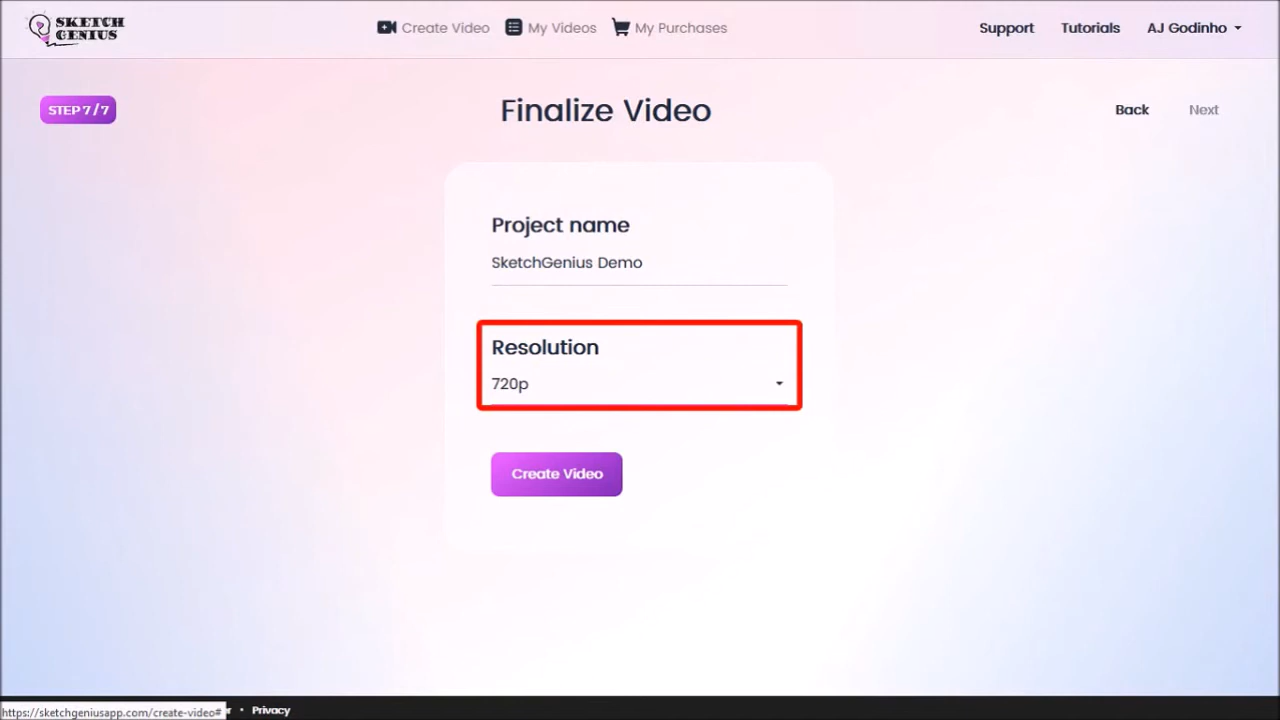 SKETCH
GENIUS
Create Video
My Videos
My Purchases
Support
Tutorials
AJ Godinho
STEP 7/7
Finalize Video
Back
Next
Project name
SketchGenius Demo
Resolution
720p
Create Video
https://sketchgeniusapp.com/create-video#
• Privacy